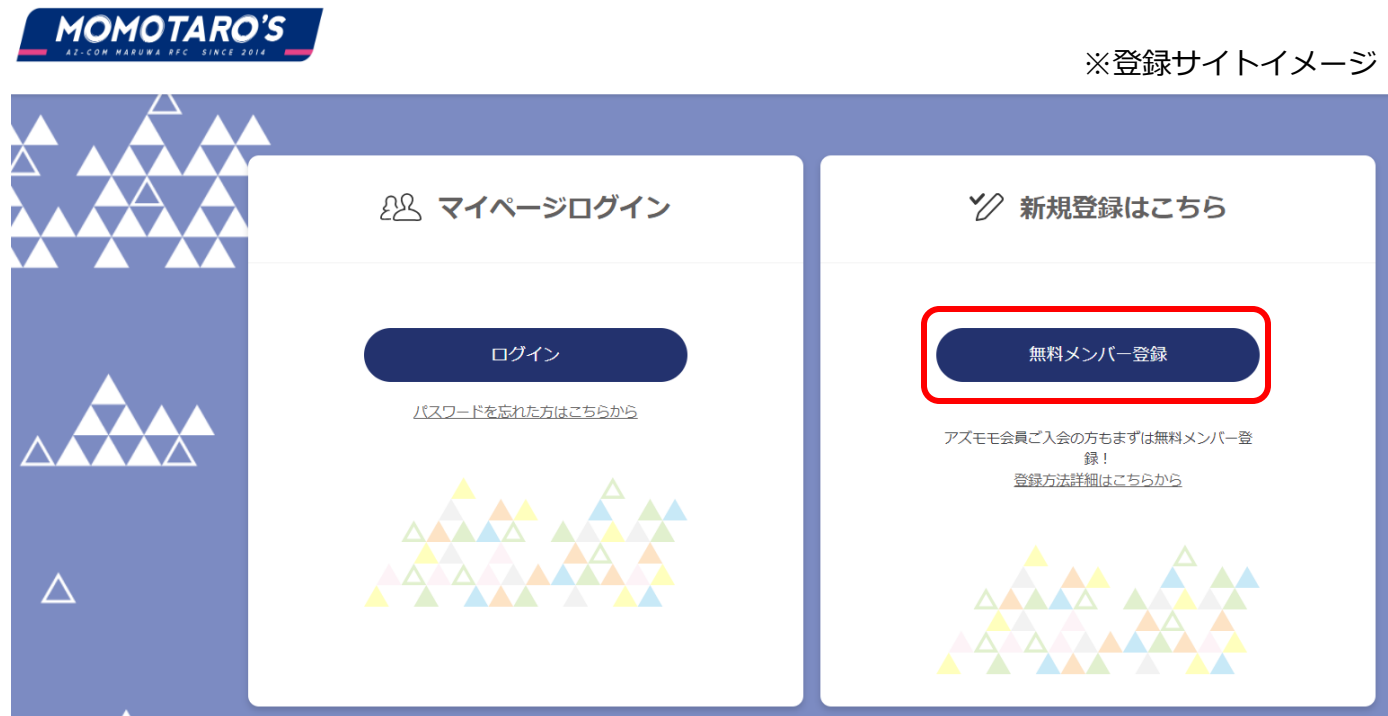 MOMOTARO'S
AZ-COM MARUWA RFC SINCE 2014
※登録サイトイメージ
マイページログイン
ログイン
パスワードを忘れた方はこちらから
新規登録はこちら
無料メンバー登録
アズモモ会員ご入会の方もまずは無料メンバー登
録！
登録方法詳細はこちらから